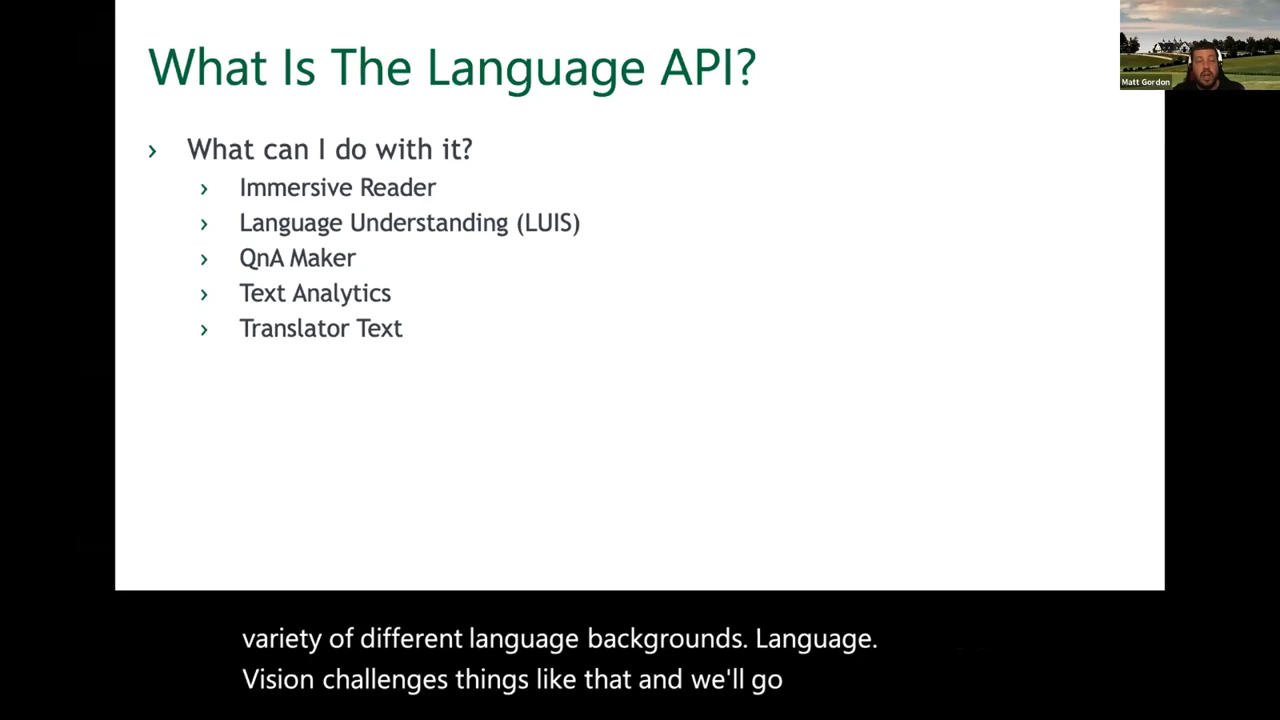 What Is The Language API?
Matt Gordon
› What can I do with it?
› Immersive Reader
› Language Understanding (LUIS)
› QnA Maker
› Text Analytics
› Translator Text
variety of different language backgrounds. Language.
Vision challenges things like that and we'll go